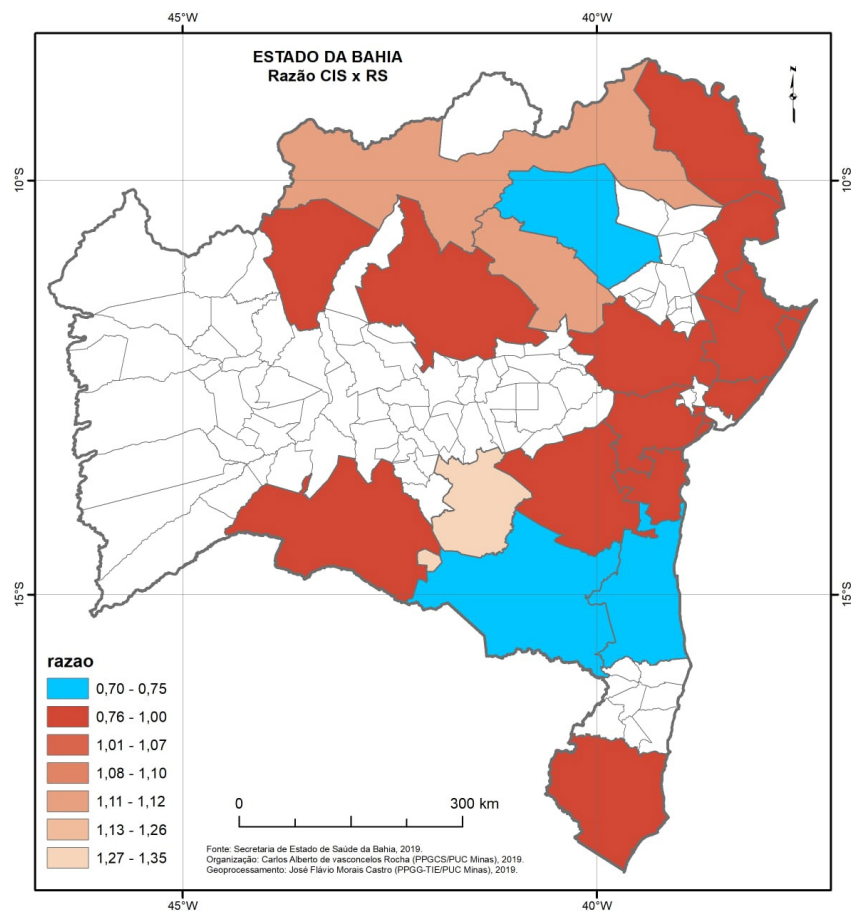 45°W
40°W
ESTADO DA BAHIA
Razão CIS x RS
N
10°S
10°S
15°S
15°S
razao
0,70 - 0,75
0,76 - 1,00
1,01 - 1,07
1,08 - 1,10
1,11 - 1,12
1,13 - 1,26
1,27 - 1,35
0
300 km
Fonte: Secretaria de Estado de Saúde da Bahia, 2019.
Organização: Carlos Alberto de vasconcelos Rocha (PPGCS/PUC Minas), 2019.
Geoprocessamento: José Flávio Morais Castro (PPGG-TIE/PUC Minas), 2019.
45°W
40°W